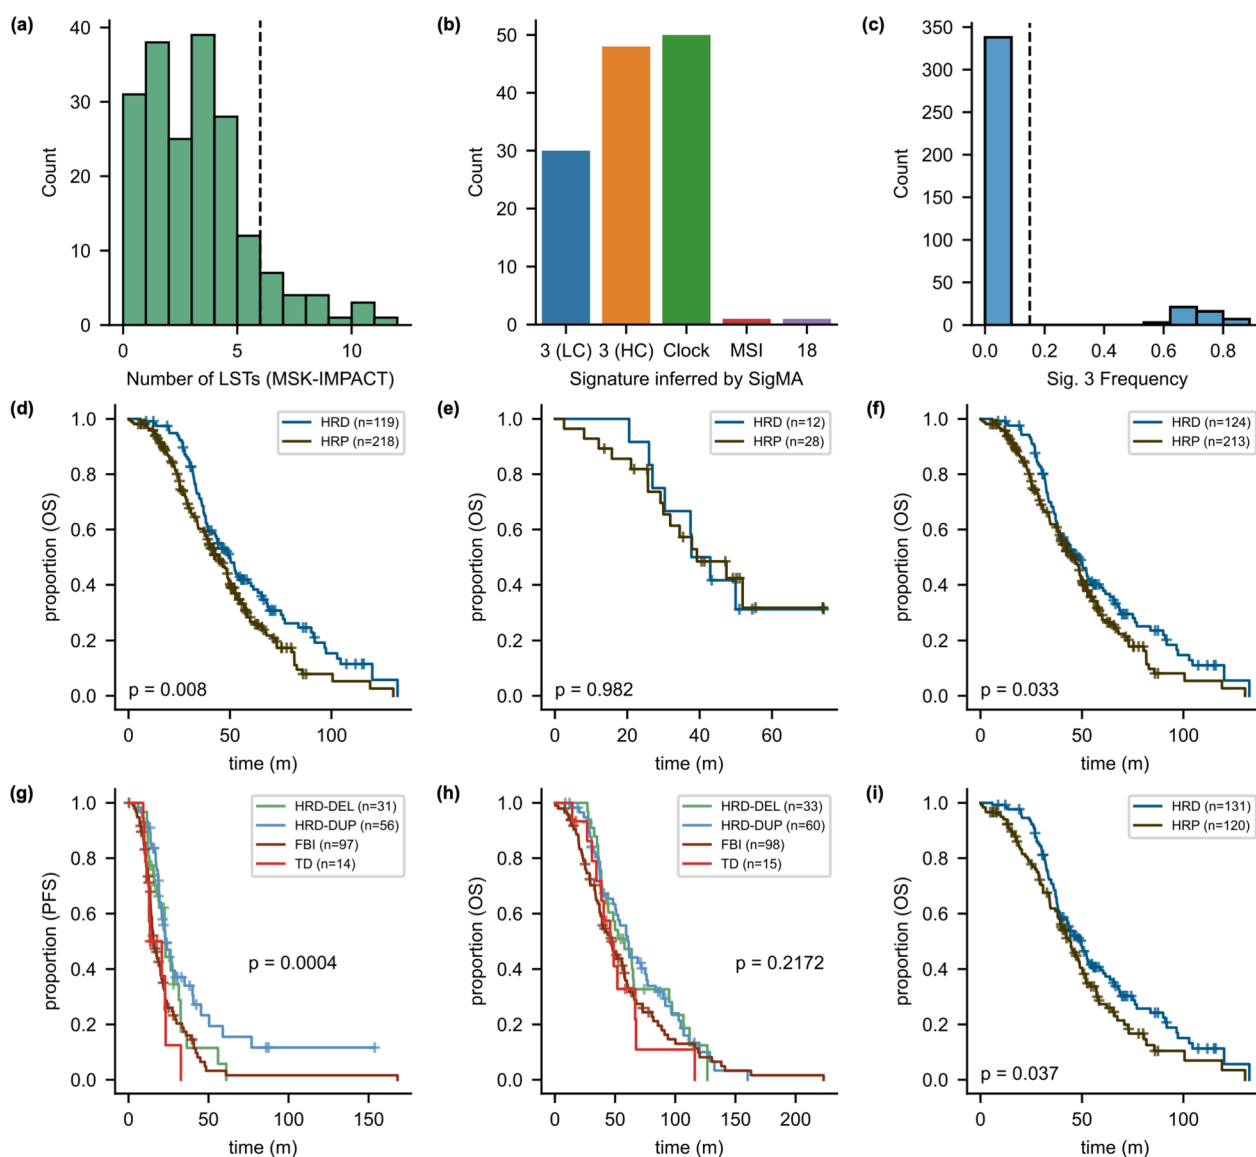 (a)
40
30
20
10
0
Count
0 5 10
Number of LSTs (MSK-IMPACT)
(b)
50
40
30
20
10
0
Count
3 (LC) 3 (HC) Clock MSI 18
Signature inferred by SigMA
(c)
350
300
250
200
150
100
50
0
Count
0.0 0.2 0.4 0.6 0.8
Sig. 3 Frequency
(d)
1.0
0.8
0.6
0.4
0.2
0.0
proportion (OS)
HRD (n=119)
HRP (n=218)
p = 0.008
0 50 100
time (m)
(e)
1.0
0.8
0.6
0.4
0.2
0.0
proportion (OS)
HRD (n=12)
HRP (n=28)
p = 0.982
0 20 40 60
time (m)
(f)
1.0
0.8
0.6
0.4
0.2
0.0
proportion (OS)
HRD (n=124)
HRP (n=213)
p = 0.033
0 50 100
time (m)
(g)
1.0
0.8
0.6
0.4
0.2
0.0
proportion (PFS)
HRD-DEL (n=31)
HRD-DUP (n=56)
FBI (n=97)
TD (n=14)
p = 0.0004
0 50 100 150
time (m)
(h)
1.0
0.8
0.6
0.4
0.2
0.0
proportion (OS)
HRD-DEL (n=33)
HRD-DUP (n=60)
FBI (n=98)
TD (n=15)
p = 0.2172
0 50 100 150 200
time (m)
(i)
1.0
0.8
0.6
0.4
0.2
0.0
proportion (OS)
HRD (n=131)
HRP (n=120)
p = 0.037
0 50 100
time (m)